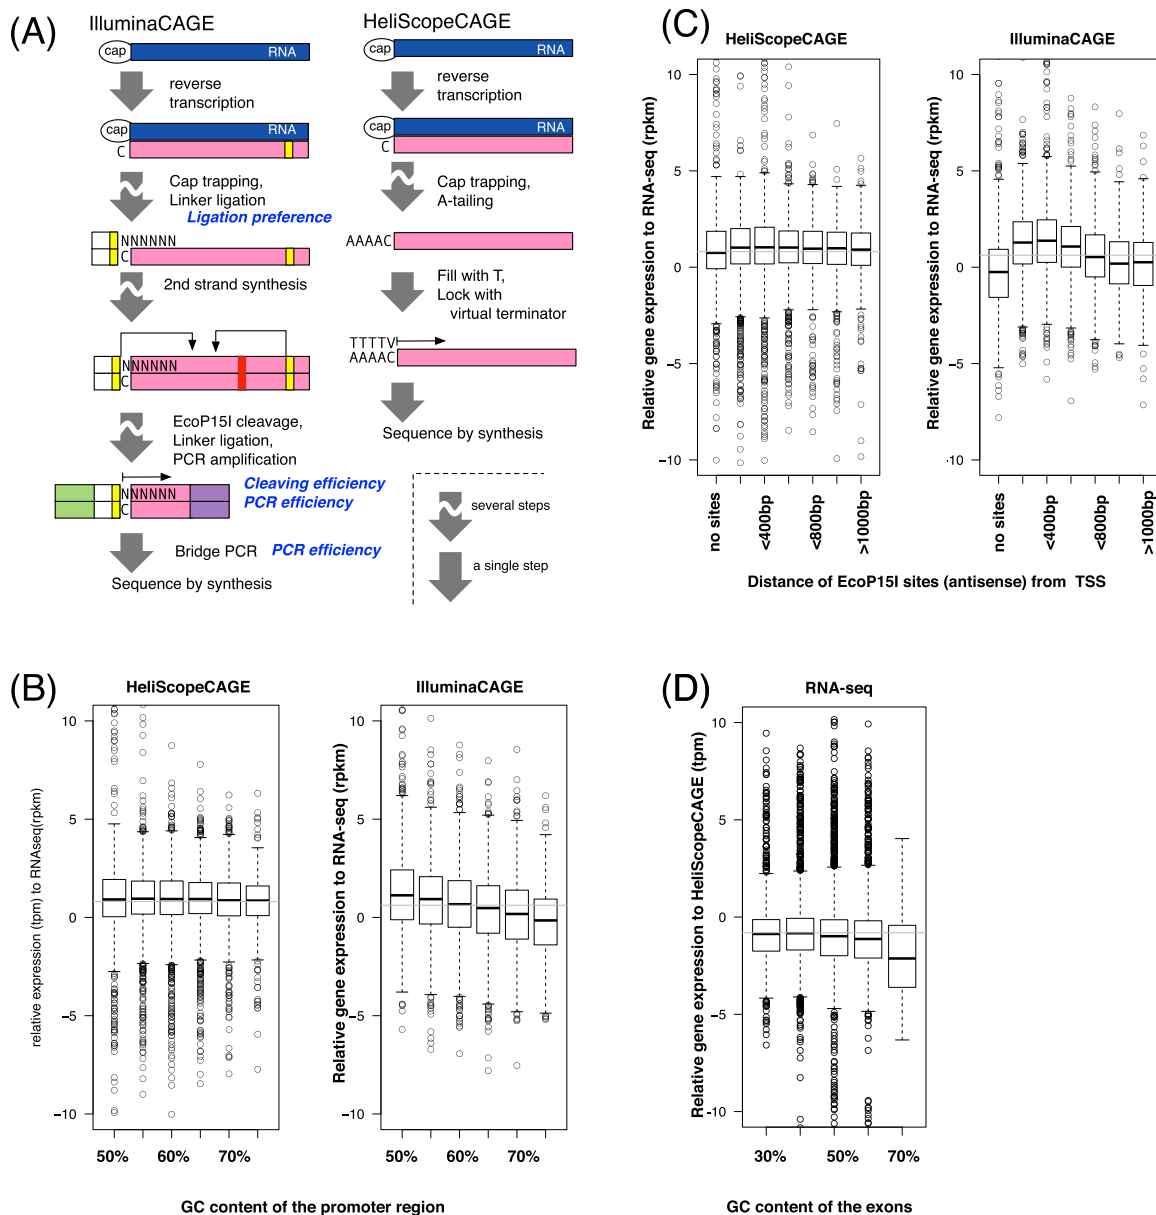 (A)
IlluminaCAGE
cap
RNA
reverse
transcription
cap
RNA
C
Cap trapping,
Linker ligation
Ligation preference
NNNNNN
C
2nd strand synthesis
NNNNNN
C
EcoP15I cleavage,
Linker ligation,
PCR amplification
Cleaving efficiency
PCR efficiency
NNNNNN
C
Bridge PCR
PCR efficiency
Sequence by synthesis
HeliScopeCAGE
cap
RNA
reverse
transcription
cap
RNA
C
Cap trapping,
A-tailing
AAAAC
Fill with T,
Lock with
virtual terminator
TTTTV
AAAAC
Sequence by synthesis
several steps
a single step
(C)
HeliScopeCAGE
IlluminaCAGE
Relative gene expression to RNA-seq (rpkm)
10
5
0
−5
−10
no sites
<400bp
<800bp
>1000bp
Relative gene expression to RNA-seq (rpkm)
10
5
0
−5
·10
no sites
<400bp
<800bp
>1000bp
Distance of EcoP15I sites (antisense) from TSS
(B)
HeliScopeCAGE
IlluminaCAGE
relative expression (tpm) to RNAseq(rpkm)
10
5
0
−5
−10
50%
60%
70%
Relative gene expression to RNA-seq (rpkm)
10
5
0
−5
−10
50%
60%
70%
GC content of the promoter region
(D)
RNA-seq
Relative gene expression to HeliScopeCAGE (tpm)
10
5
0
−5
−10
30%
50%
70%
GC content of the exons